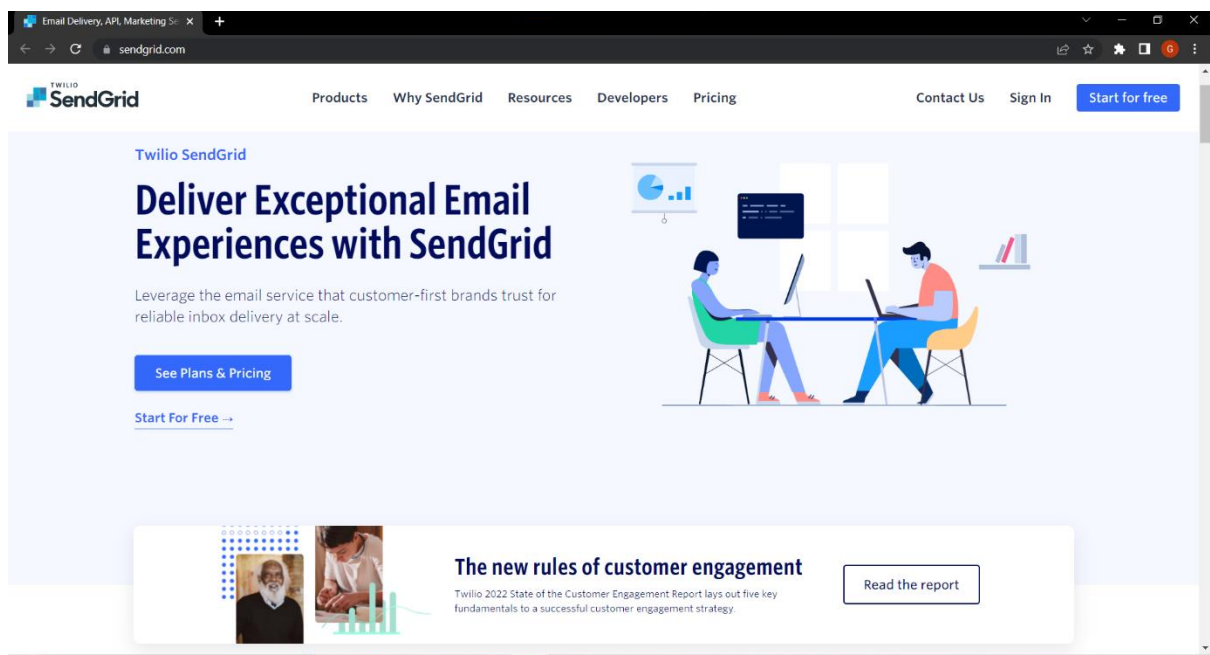 Email Delivery, API, Marketing Se
sendgrid.com
G
TWILIO
SendGrid
Products Why SendGrid Resources Developers Pricing Contact Us Sign In Start for free
Twilio SendGrid
Deliver Exceptional Email
Experiences with SendGrid
Leverage the email service that customer-first brands trust for
reliable inbox delivery at scale.
See Plans & Pricing
Start For Free →
The new rules of customer engagement
Twilio 2022 State of the Customer Engagement Report lays out five key
fundamentals to a successful customer engagement strategy.
Read the report